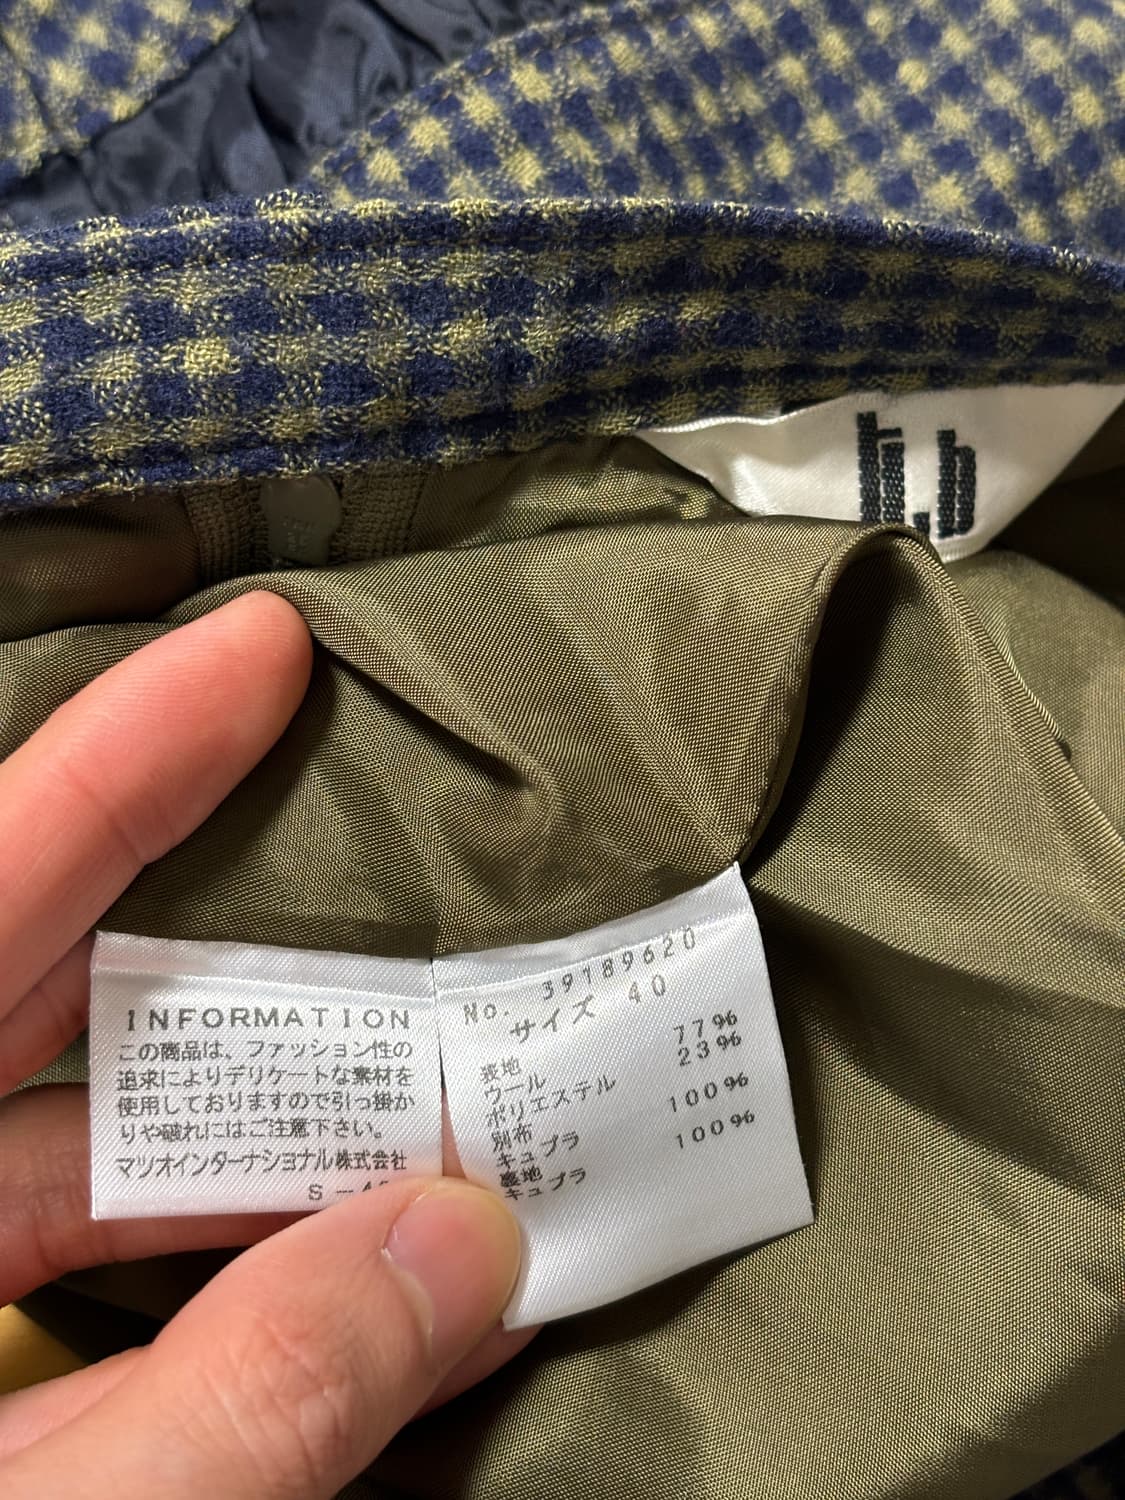 INFORMATION
この商品は、ファッション性の
追求によりデリケートな素材を
使用しておりますので引っ掛か
りや破れにはご注意下さい。
マツオインターナショナル株式会社
No. 39189620
サイズ 40
表地
ウール 77%
ポリエステル 23%
別布
キュプラ 100%
裏地
キュプラ 100%